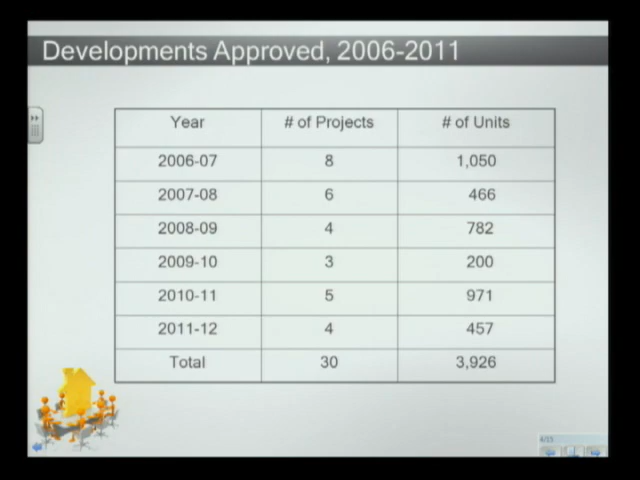 Developments Approved, 2006-2011
Year # of Projects # of Units
2006-07 8 1,050
2007-08 6 466
2008-09 4 782
2009-10 3 200
2010-11 5 971
2011-12 4 457
Total 30 3,926
4/15